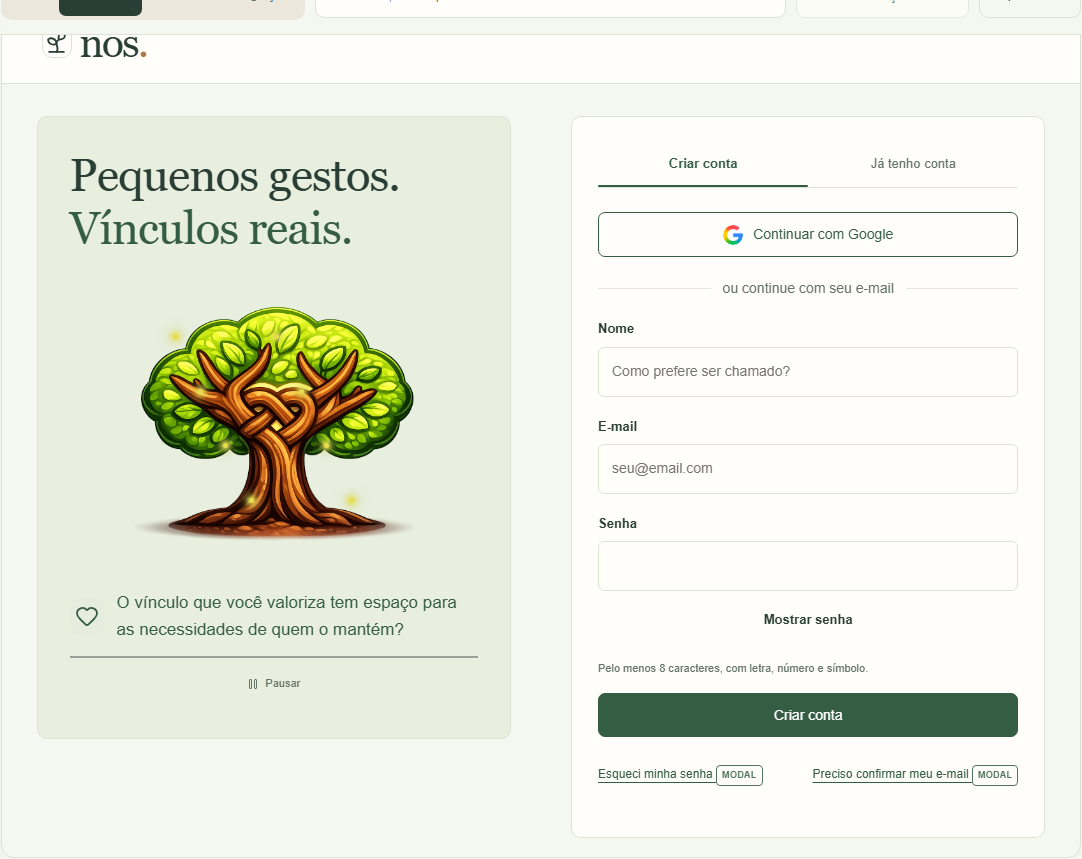 nós.
Pequenos gestos.
Vínculos reais.
O vínculo que você valoriza tem espaço para
as necessidades de quem o mantém?
Pausar
Criar conta
Já tenho conta
Continuar com Google
ou continue com seu e-mail
Nome
Como prefere ser chamado?
E-mail
seu@email.com
Senha
Mostrar senha
Pelo menos 8 caracteres, com letra, número e símbolo.
Criar conta
Esqueci minha senha MODAL
Preciso confirmar meu e-mail MODAL